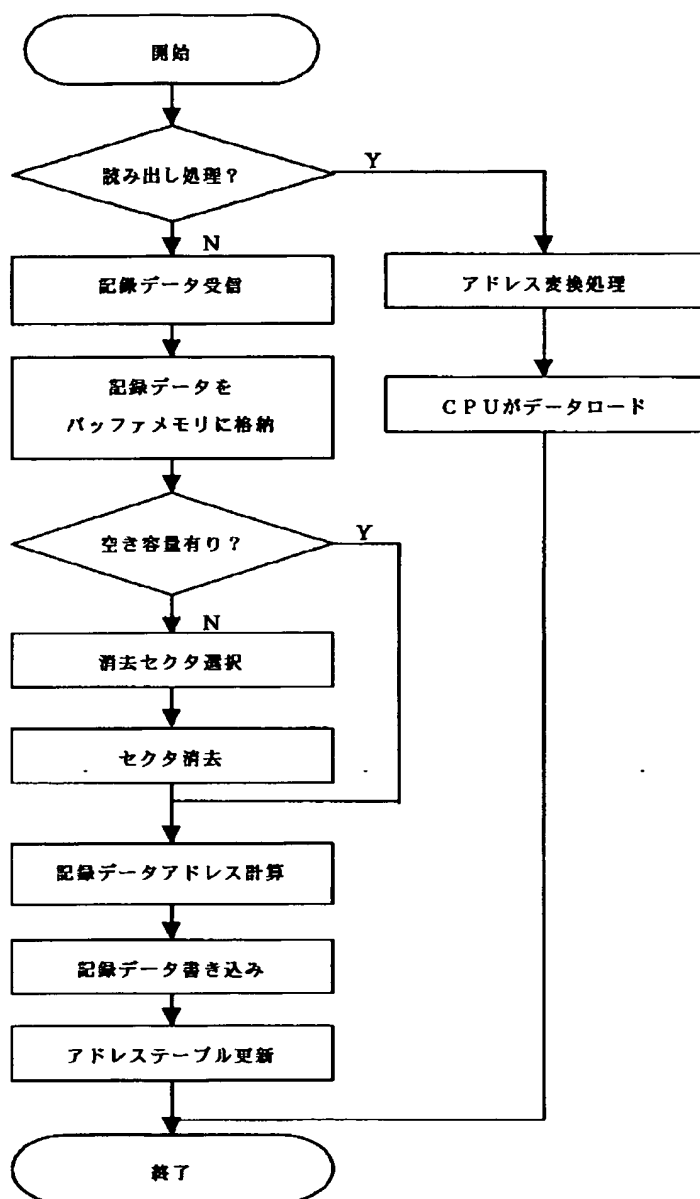 開始
読み出し処理？
Y
N
記録データ受信
アドレス変換処理
記録データを
バッファメモリに格納
CPUがデータロード
空き容量有り？
Y
N
消去セクタ選択
セクタ消去
記録データアドレス計算
記録データ書き込み
アドレステーブル更新
終了